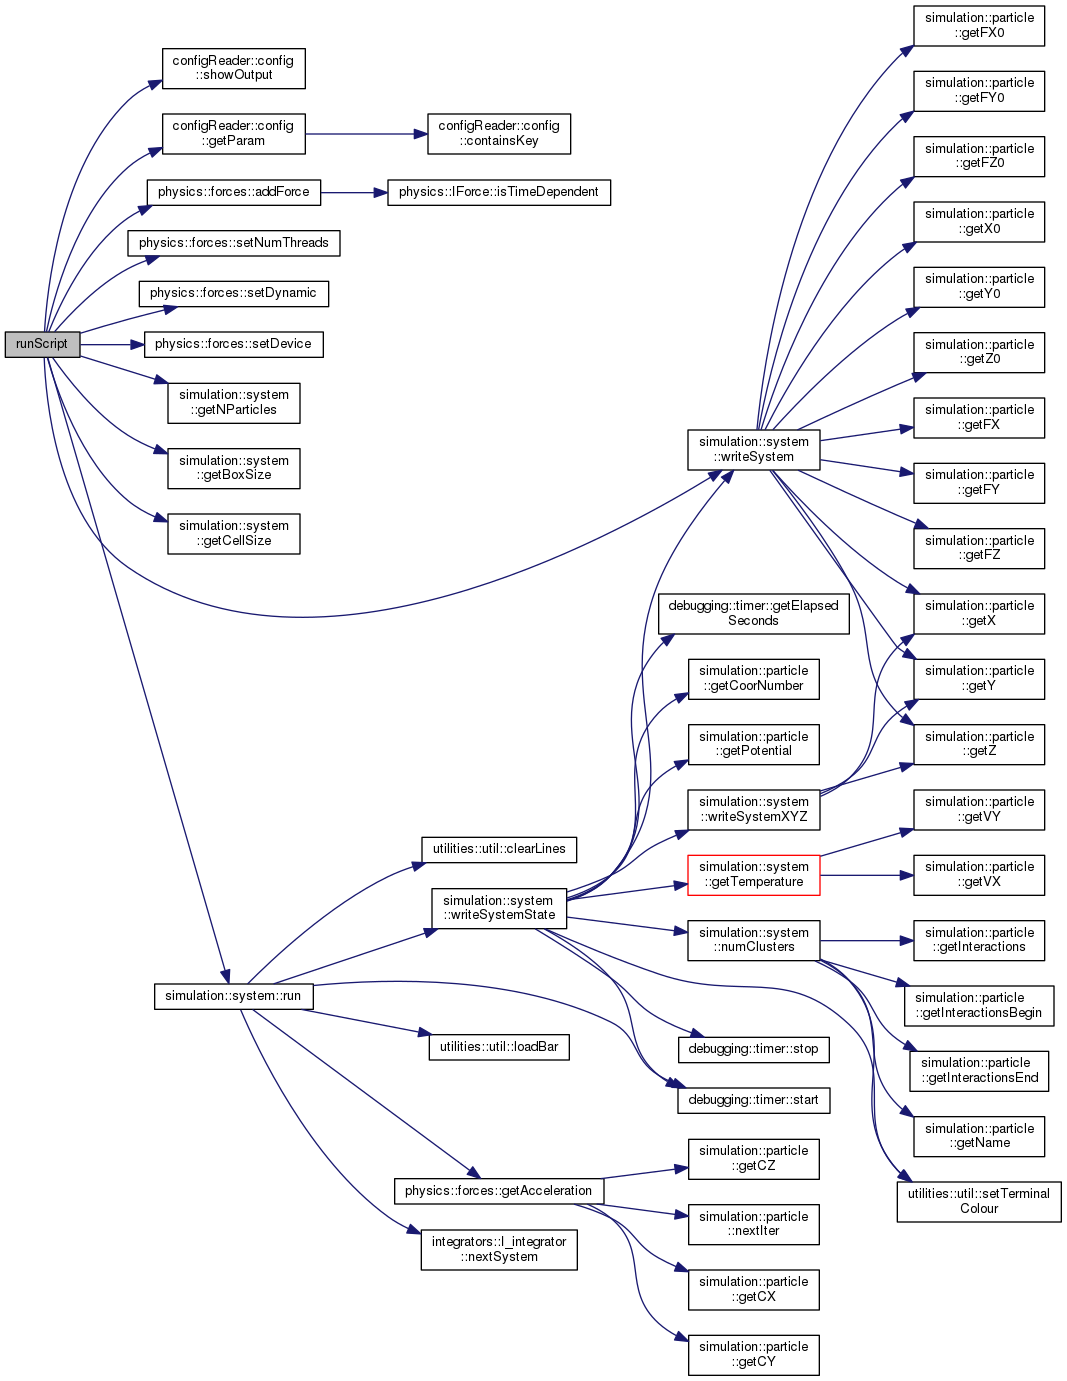 runScript
configReader::config
::showOutput
configReader::config
::getParam
configReader::config
::containsKey
physics::forces::addForce
physics::IForce::isTimeDependent
physics::forces::setNumThreads
physics::forces::setDynamic
physics::forces::setDevice
simulation::system
::getNParticles
simulation::system
::getBoxSize
simulation::system
::getCellSize
simulation::system
::writeSystem
simulation::particle
::getFX0
simulation::particle
::getFY0
simulation::particle
::getFZ0
simulation::particle
::getX0
simulation::particle
::getY0
simulation::particle
::getZ0
simulation::particle
::getFX
simulation::particle
::getFY
simulation::particle
::getFZ
simulation::particle
::getX
simulation::particle
::getY
simulation::particle
::getZ
simulation::system::run
utilities::util::clearLines
simulation::system
::writeSystemState
utilities::util::loadBar
physics::forces::getAcceleration
integrators::I_integrator
::nextSystem
debugging::timer::getElapsed
Seconds
simulation::particle
::getCoorNumber
simulation::particle
::getPotential
simulation::system
::writeSystemXYZ
simulation::system
::getTemperature
simulation::system
::numClusters
debugging::timer::stop
debugging::timer::start
simulation::particle
::getCZ
simulation::particle
::nextIter
simulation::particle
::getCX
simulation::particle
::getCY
simulation::particle
::getVY
simulation::particle
::getVX
simulation::particle
::getInteractions
simulation::particle
::getInteractionsBegin
simulation::particle
::getInteractionsEnd
simulation::particle
::getName
utilities::util::setTerminal
Colour